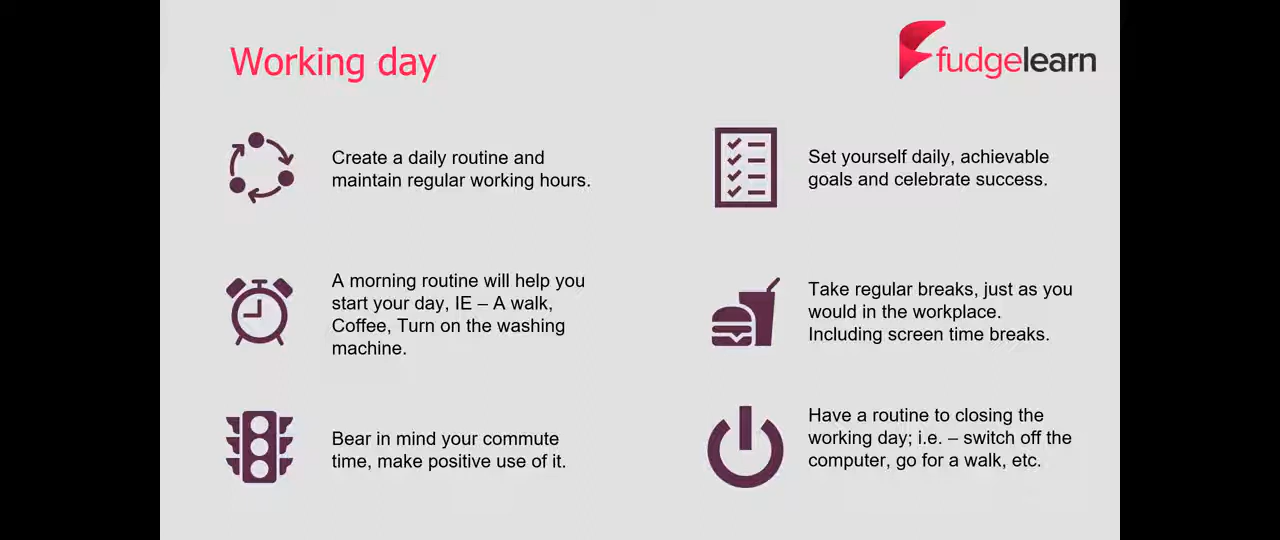 Working day
fudgelearn
Create a daily routine and
maintain regular working hours.
Set yourself daily, achievable
goals and celebrate success.
A morning routine will help you
start your day, IE – A walk,
Coffee, Turn on the washing
machine.
Take regular breaks, just as you
would in the workplace.
Including screen time breaks.
Bear in mind your commute
time, make positive use of it.
Have a routine to closing the
working day; i.e. – switch off the
computer, go for a walk, etc.